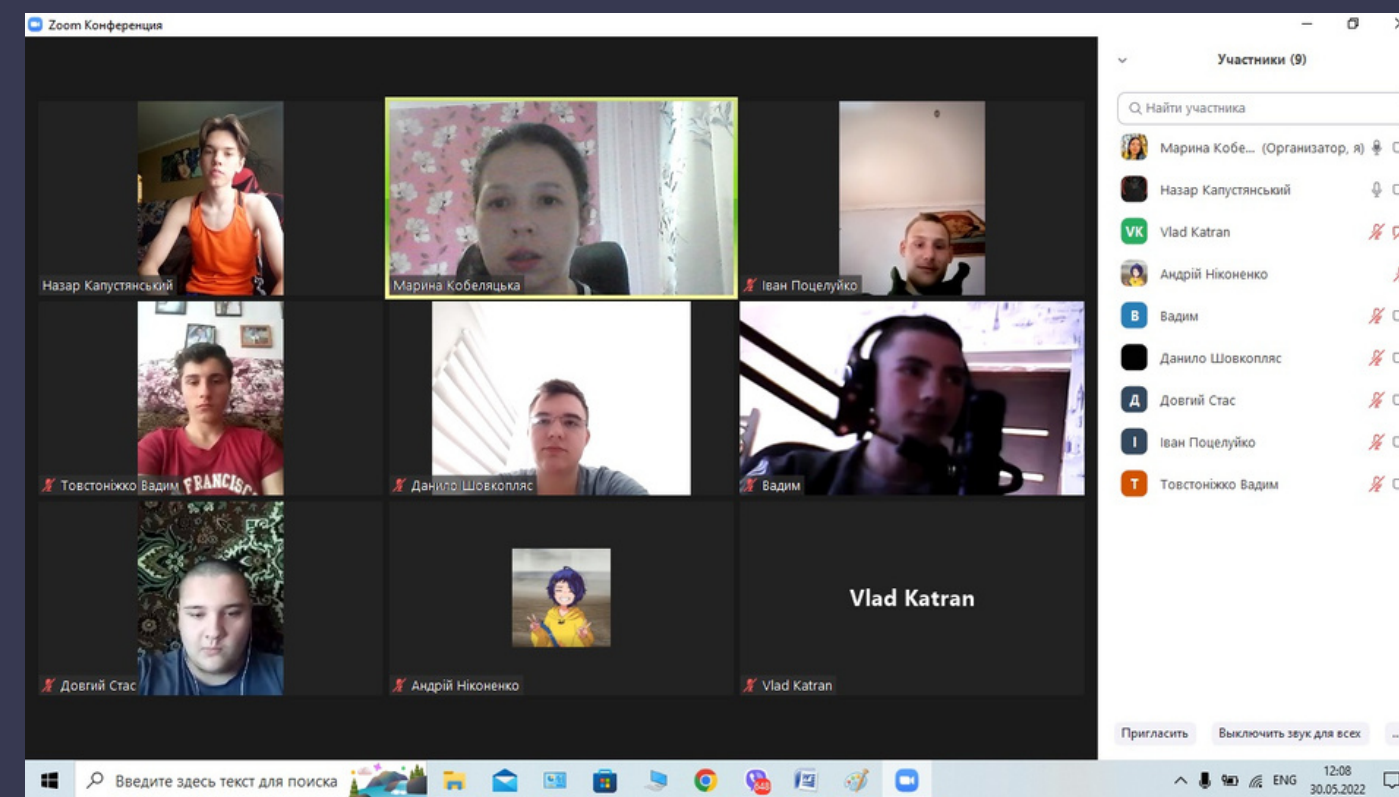 Zoom Конференция
Назар Капустянський
Марина Кобеляцька
Іван Поцелуйко
Товстоніжко Вадим
FRANCISC
Данило Шовкопляс
Вадим
Довгий Стас
Андрій Ніконенко
Vlad Katran
Vlad Katran
Участники (9)
Найти участника
Марина Кобе... (Организатор, я)
Назар Капустянський
VK Vlad Katran
Андрій Ніконенко
В Вадим
Данило Шовкопляс
Д Довгий Стас
І Іван Поцелуйко
Т Товстоніжко Вадим
Пригласить Выключить звук для всех ...
Введите здесь текст для поиска
648
ENG
12:08
30.05.2022